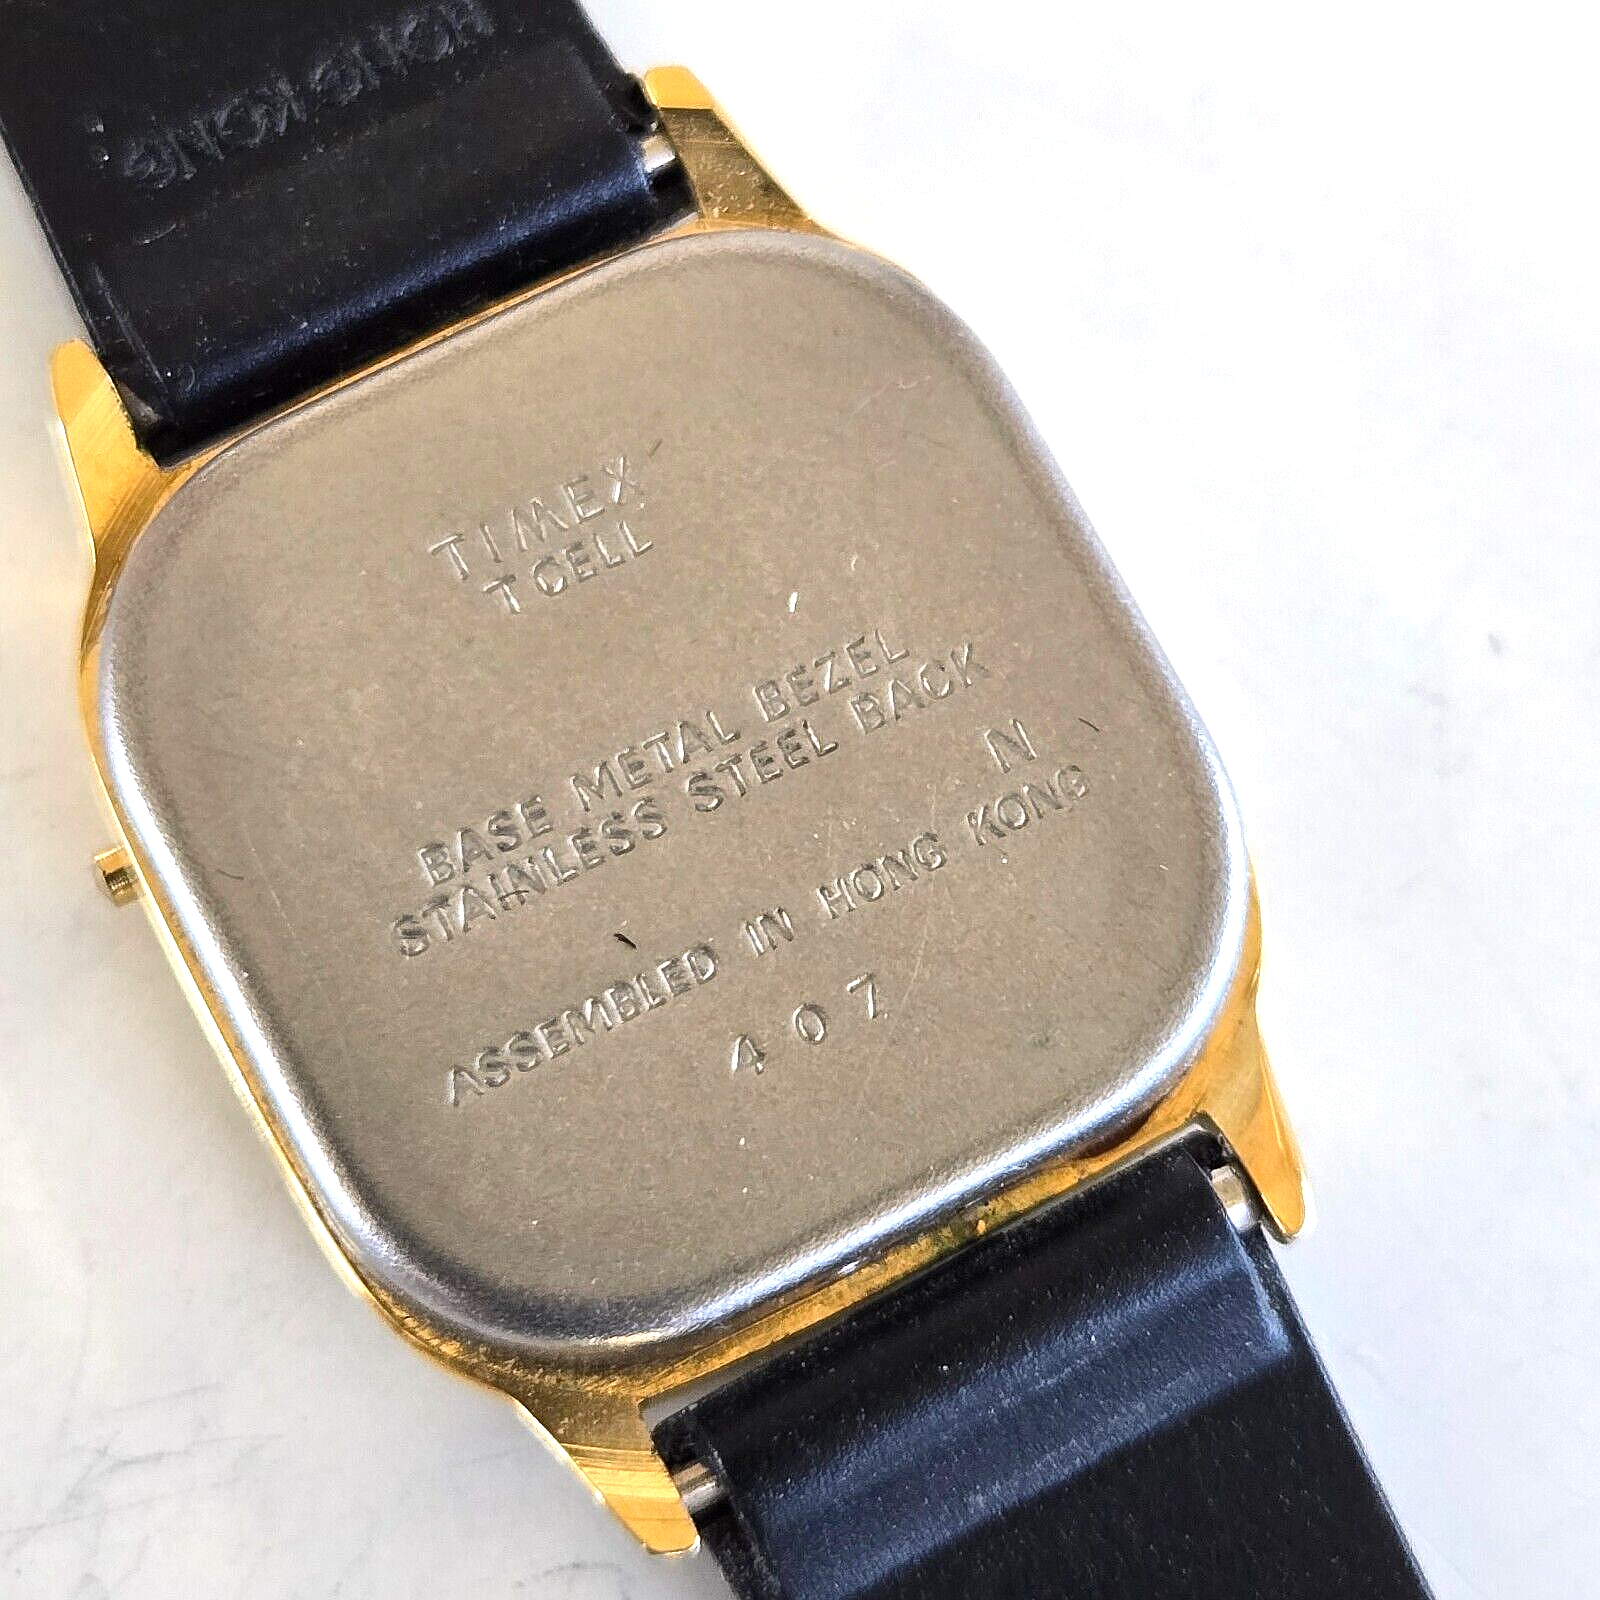 HONG KONG
TIMEX
T CELL
BASE METAL BEZEL
STAINLESS STEEL BACK
N
ASSEMBLED IN HONG KONG
407